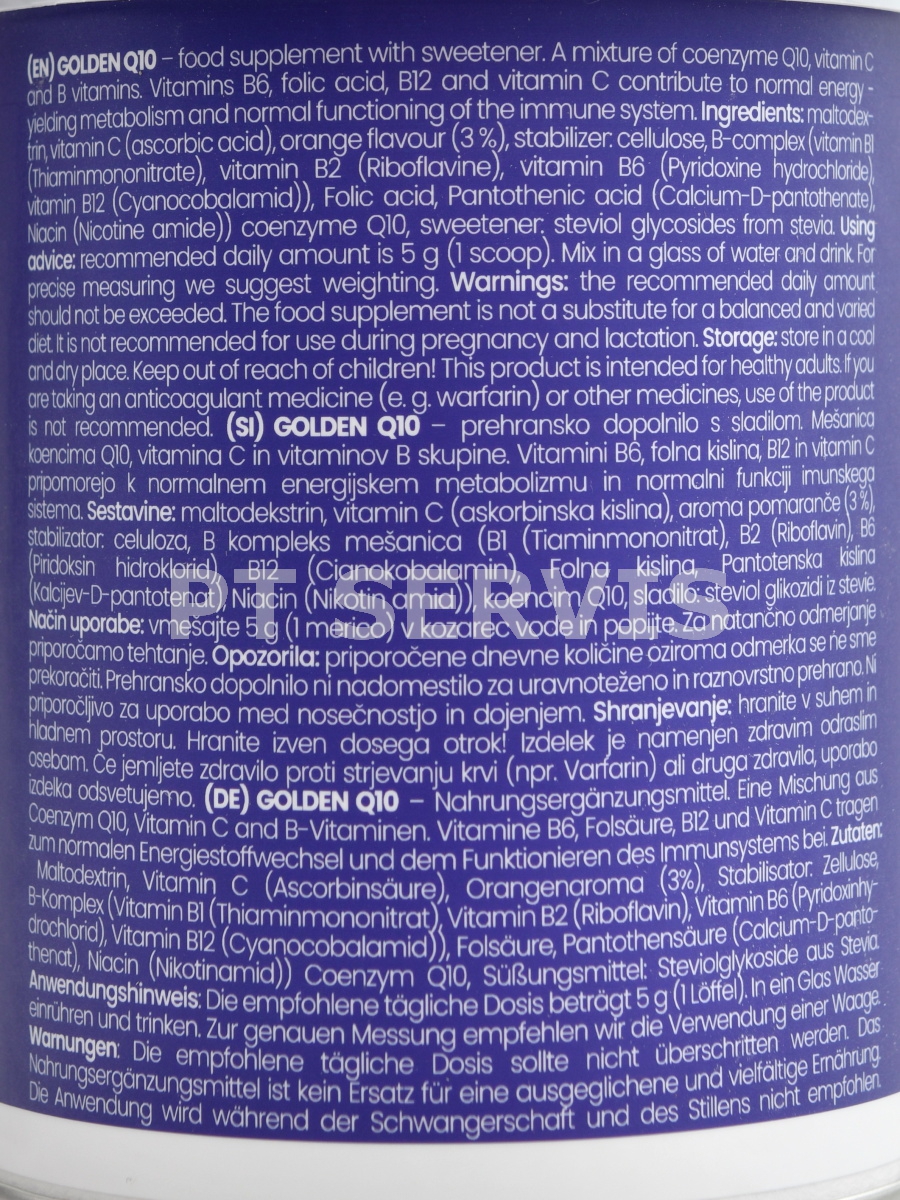 (EN) GOLDEN Q10 – food supplement with sweetener. A mixture of coenzyme Q10, vitamin C
and B vitamins. Vitamins B6, folic acid, B12 and vitamin C contribute to normal energy -
yielding metabolism and normal functioning of the immune system. Ingredients: maltodex-
trin, vitamin C (ascorbic acid), orange flavour (3 %), stabilizer: cellulose, B-complex (vitamin B1
(Thiaminmononitrate), vitamin B2 (Riboflavine), vitamin B6 (Pyridoxine hydrochloride),
vitamin B12 (Cyanocobalamid)), Folic acid, Pantothenic acid (Calcium-D-pantothenate),
Niacin (Nicotine amide)) coenzyme Q10, sweetener: steviol glycosides from stevia. Using
advice: recommended daily amount is 5 g (1 scoop). Mix in a glass of water and drink. For
precise measuring we suggest weighting. Warnings: the recommended daily amount
should not be exceeded. The food supplement is not a substitute for a balanced and varied
diet. It is not recommended for use during pregnancy and lactation. Storage: store in a cool
and dry place. Keep out of reach of children! This product is intended for healthy adults. If you
are taking an anticoagulant medicine (e. g. warfarin) or other medicines, use of the product
is not recommended. (SI) GOLDEN Q10 – prehransko dopolnilo s sladilom. Mešanica
koencima Q10, vitamina C in vitaminov B skupine. Vitamini B6, folna kislina, B12 in vitamin C
pripomorejo k normalnem energijskem metabolizmu in normalni funkciji imunskega
sistema. Sestavine: maltodekstrin, vitamin C (askorbinska kislina), aroma pomaranče (3 %),
stabilizator: celuloza, B kompleks mešanica (B1 (Tiaminmononitrat), B2 (Riboflavin), B6
(Piridoksin hidroklorid), B12 (Cianokobalamin), Folna kislina, Pantotenska kislina
(Kalcijev-D-pantotenat) Niacin (Nikotinamid)), koencim Q10, sladilo: steviol glikozidi iz stevie.
PT SERVIS
Način uporabe: vmešajte 5 g (1 merico) v kozarec vode in popijte. Za natančno odmerjanje
priporočamo tehtanje. Opozorila: priporočene dnevne količine oziroma odmerka se ne sme
prekoračiti. Prehransko dopolnilo ni nadomestilo za uravnoteženo in raznovrstno prehrano. Ni
priporočljivo za uporabo med nosečnostjo in dojenjem. Shranjevanje: hranite v suhem in
hladnem prostoru. Hranite izven dosega otrok! Izdelek je namenjen zdravim odraslim
osebam. Če jemljete zdravilo proti strjevanju krvi (npr. Varfarin) ali druga zdravila, uporabo
izdelka odsvetujemo. (DE) GOLDEN Q10 – Nahrungsergänzungsmittel. Eine Mischung aus
Coenzym Q10, Vitamin C and B-Vitaminen. Vitamine B6, Folsäure, B12 und Vitamin C tragen
zum normalen Energiestoffwechsel und dem Funktionieren des Immunsystems bei. Zutaten:
Maltodextrin, Vitamin C (Ascorbinsäure), Orangenaroma (3%), Stabilisator: Zellulose,
B-Komplex (Vitamin B1 (Thiaminmononitrat), Vitamin B2 (Riboflavin), Vitamin B6 (Pyridoxinhy-
drochlorid), Vitamin B12 (Cyanocobalamid)), Folsäure, Pantothensäure (Calcium-D-panto-
thenat), Niacin (Nikotinamid)) Coenzym Q10, Süßungsmittel: Steviolglykoside aus Stevia.
Anwendungshinweis: Die empfohlene tägliche Dosis beträgt 5 g (1 Löffel). In ein Glas Wasser
einrühren und trinken. Zur genauen Messung empfehlen wir die Verwendung einer Waage.
Warnungen: Die empfohlene tägliche Dosis sollte nicht überschritten werden. Das
Nahrungsergänzungsmittel ist kein Ersatz für eine ausgeglichene und vielfältige Ernährung.
Die Anwendung wird während der Schwangerschaft und des Stillens nicht empfohlen.